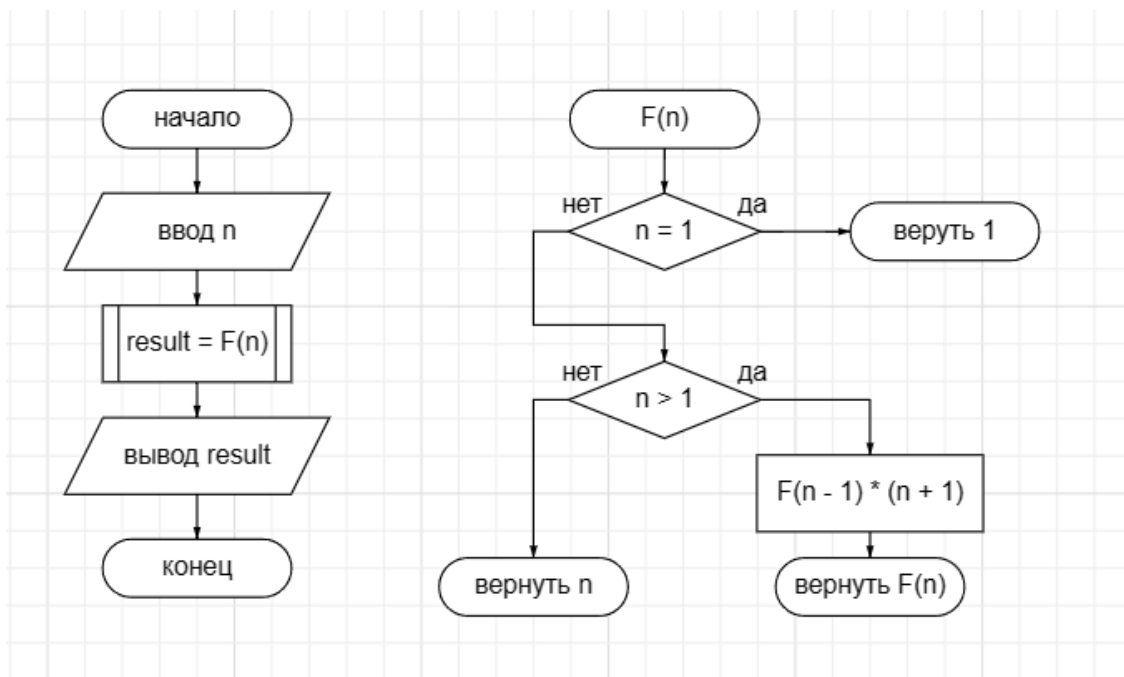 начало
ввод n
result = F(n)
вывод result
конец
F(n)
нет
да
n = 1
веруть 1
нет
да
n > 1
F(n - 1) * (n + 1)
вернуть n
вернуть F(n)